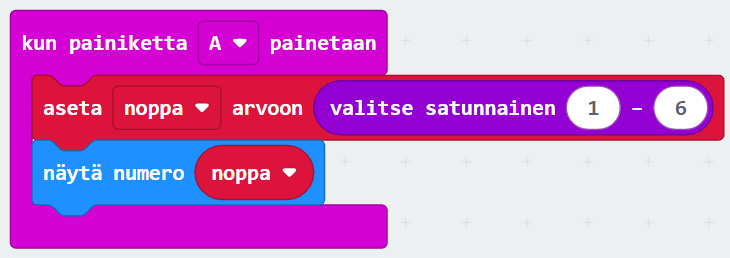 kun painiketta A painetaan
aseta noppa arvoon valitse satunnainen 1 – 6
näytä numero noppa